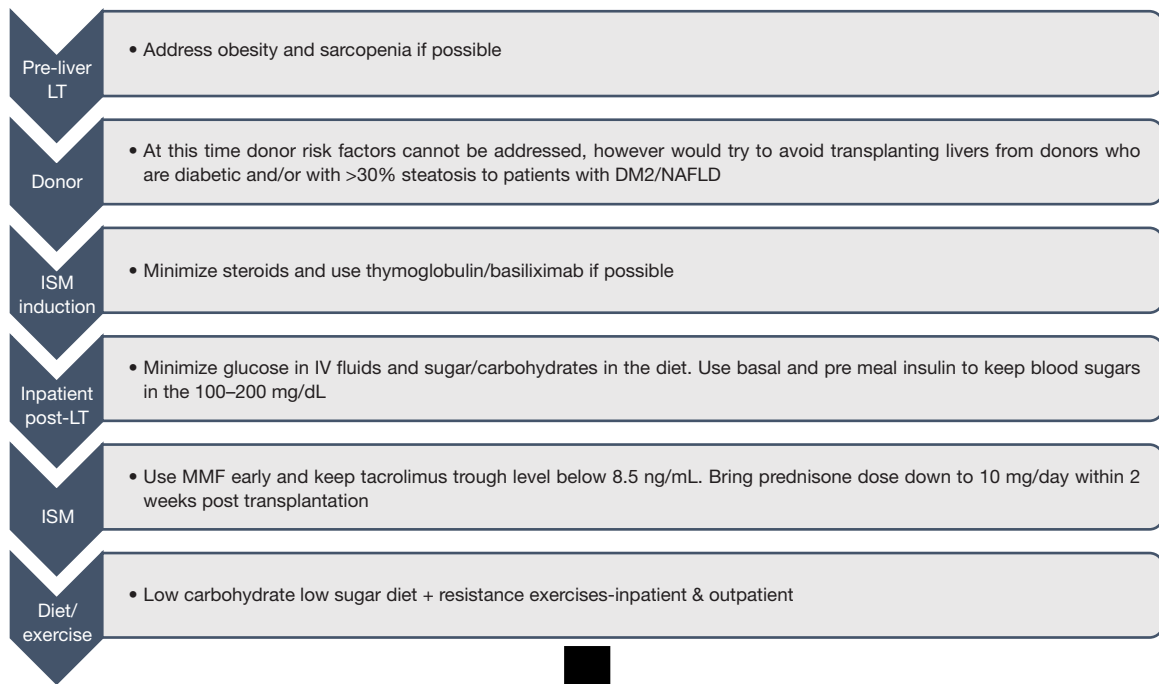 Pre-liver
LT
• Address obesity and sarcopenia if possible
Donor
• At this time donor risk factors cannot be addressed, however would try to avoid transplanting livers from donors who
are diabetic and/or with >30% steatosis to patients with DM2/NAFLD
ISM
induction
• Minimize steroids and use thymoglobulin/basiliximab if possible
Inpatient
post-LT
• Minimize glucose in IV fluids and sugar/carbohydrates in the diet. Use basal and pre meal insulin to keep blood sugars
in the 100–200 mg/dL
ISM
• Use MMF early and keep tacrolimus trough level below 8.5 ng/mL. Bring prednisone dose down to 10 mg/day within 2
weeks post transplantation
Diet/
exercise
• Low carbohydrate low sugar diet + resistance exercises-inpatient & outpatient